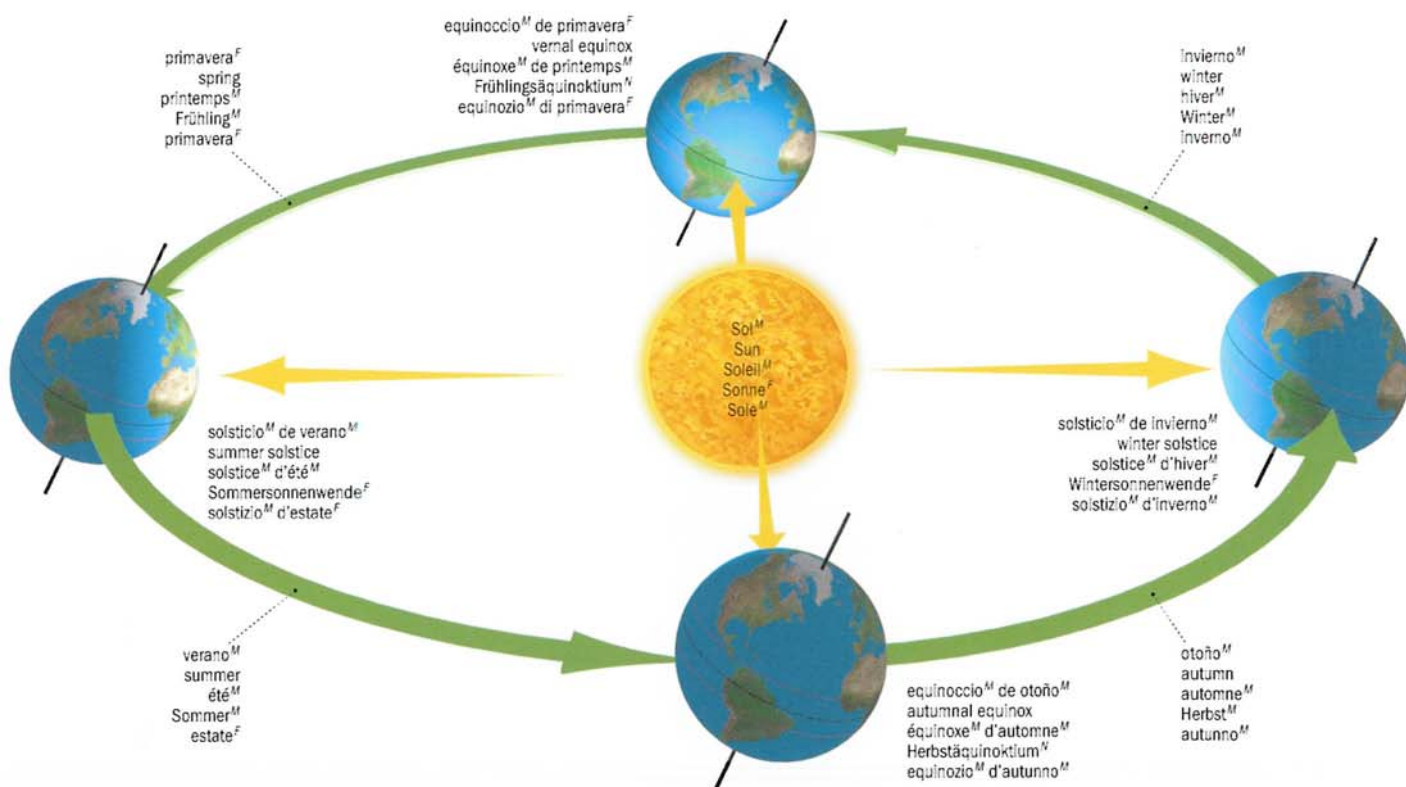 equinoccioᴹ de primaveraᶠ
vernal equinox
équinoxeᴹ de printempsᴹ
Frühlingsäquinoktiumᴺ
equinozioᴹ di primaveraᶠ
primaveraᶠ
spring
printempsᴹ
Frühlingᴹ
primaveraᶠ
inviernoᴹ
winter
hiverᴹ
Winterᴹ
invernoᴹ
Solᴹ
Sun
Soleilᴹ
Sonneᶠ
Soleᴹ
solsticioᴹ de veranoᴹ
summer solstice
solsticeᴹ d'étéᴹ
Sommersonnenwendeᶠ
solstizioᴹ d'estateᶠ
solsticioᴹ de inviernoᴹ
winter solstice
solsticeᴹ d'hiverᴹ
Wintersonnenwendeᶠ
solstizioᴹ d'invernoᴹ
veranoᴹ
summer
étéᴹ
Sommerᴹ
estateᶠ
equinoccioᴹ de otoñoᴹ
autumnal equinox
équinoxeᴹ d'automneᴹ
Herbstäquinoktiumᴺ
equinozioᴹ d'autunnoᴹ
otoñoᴹ
autumn
automneᴹ
Herbstᴹ
autunnoᴹ